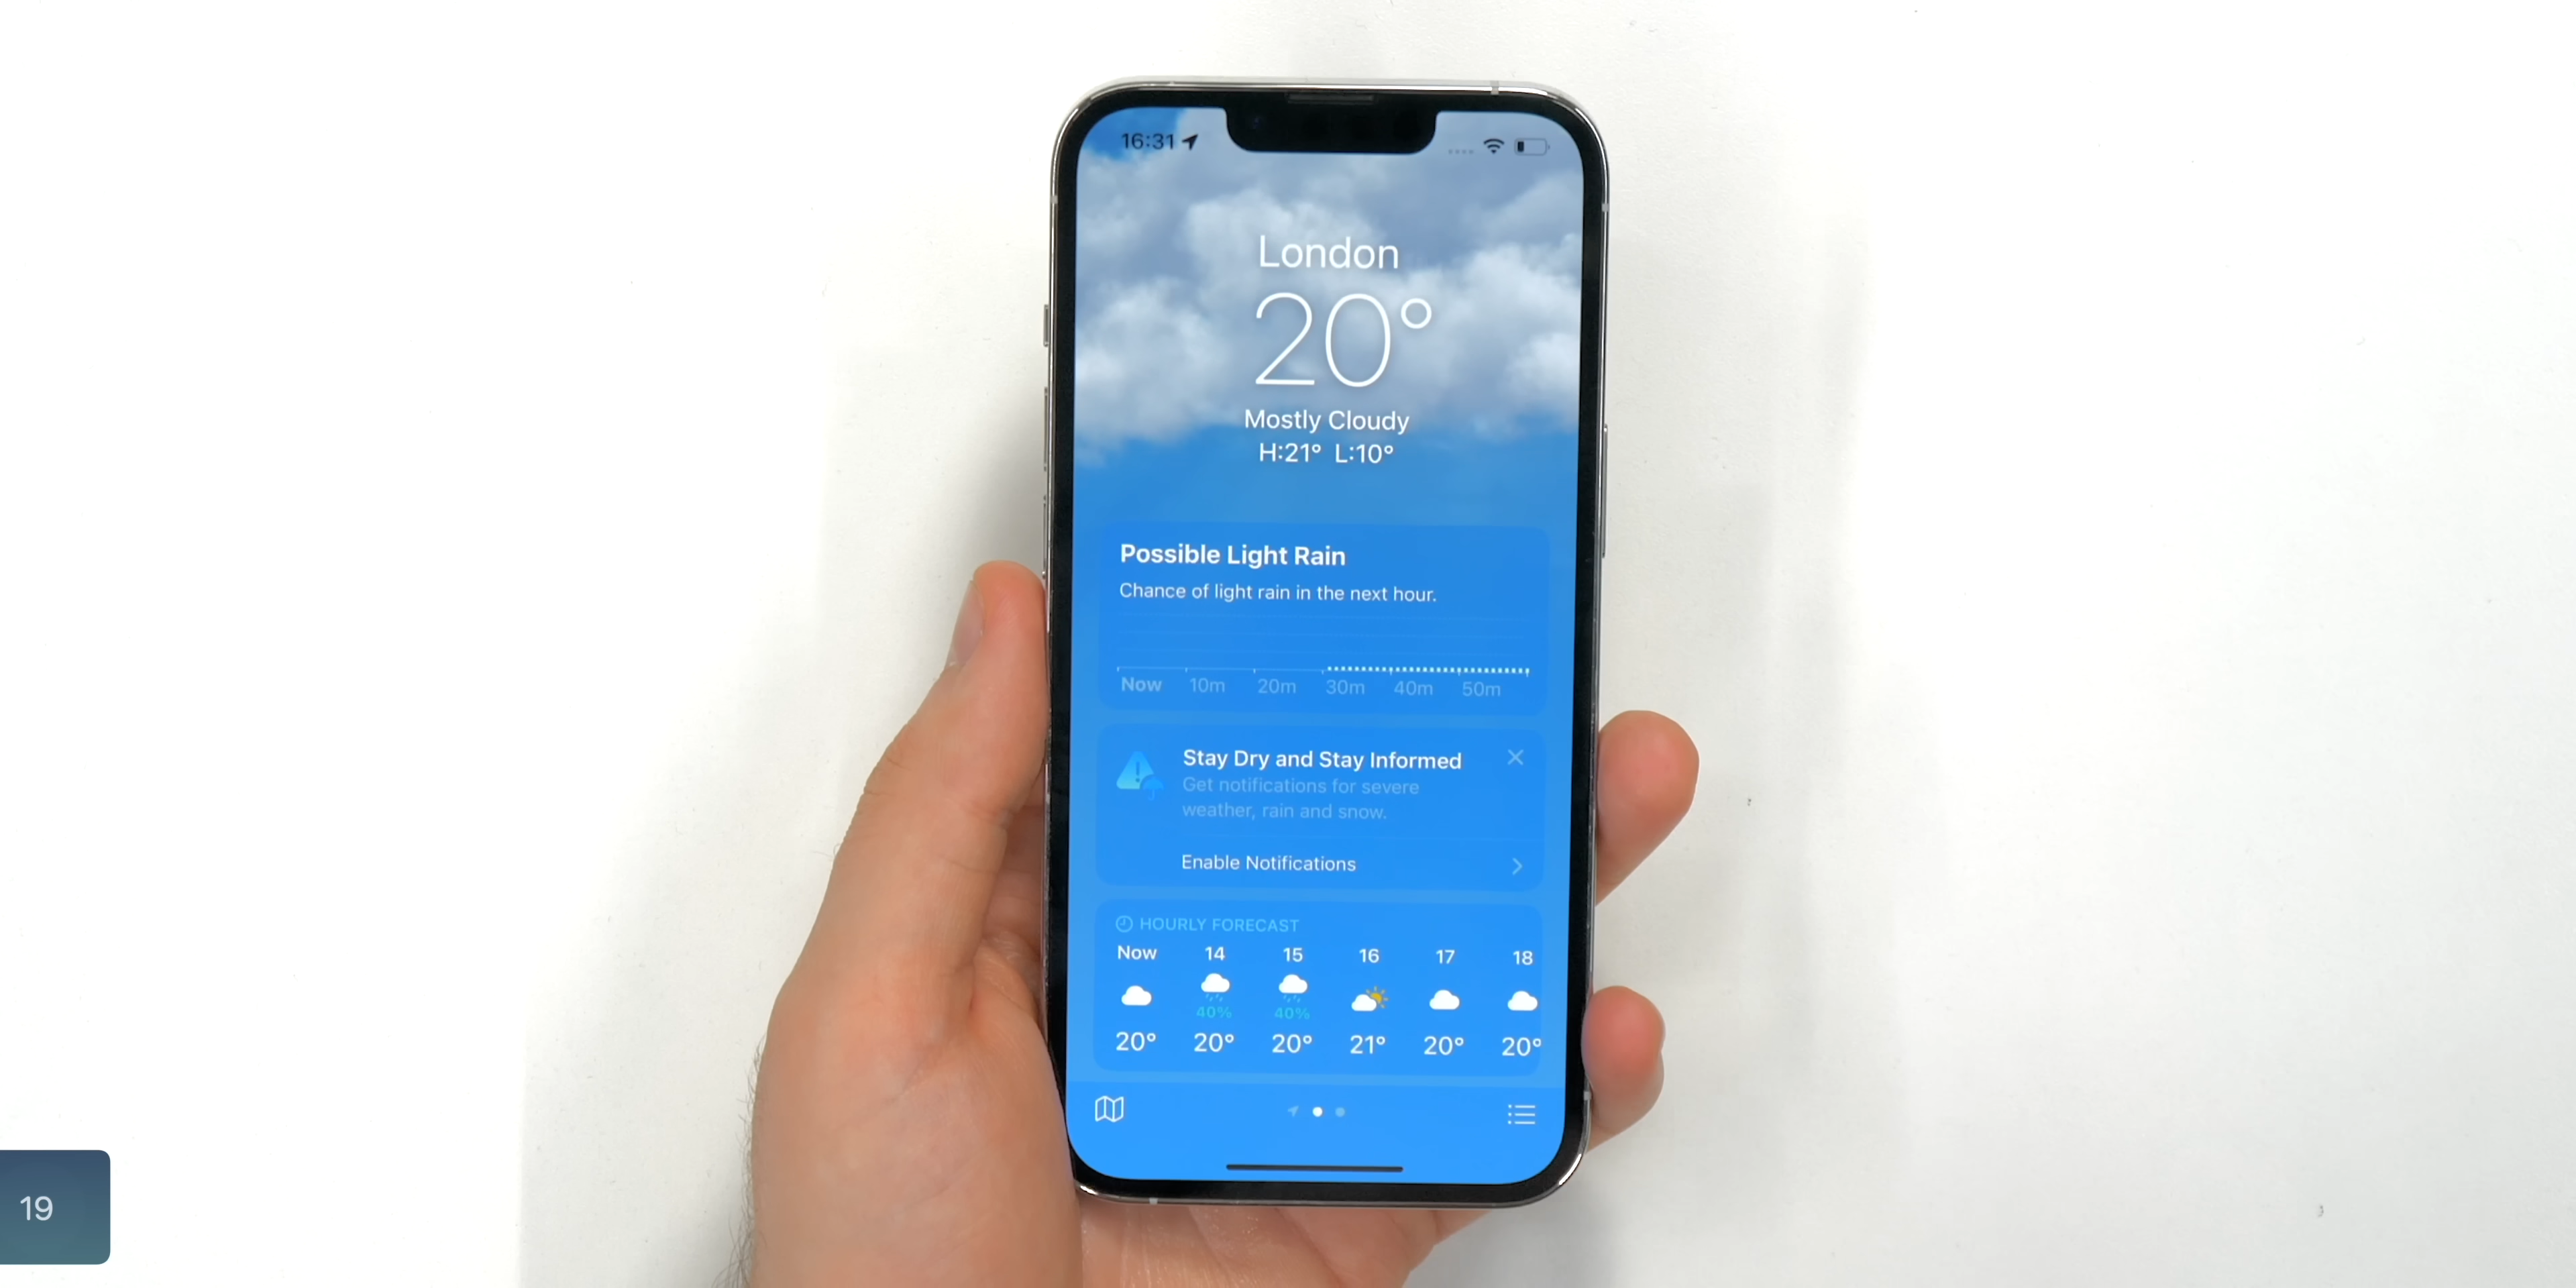 16:31
London
20°
Mostly Cloudy
H:21° L:10°
Possible Light Rain
Chance of light rain in the next hour.
Now 10m 20m 30m 40m 50m
Stay Dry and Stay Informed
Get notifications for severe
weather, rain and snow.
Enable Notifications
HOURLY FORECAST
Now 14 15 16 17 18
40% 40%
20° 20° 20° 21° 20° 20°
19